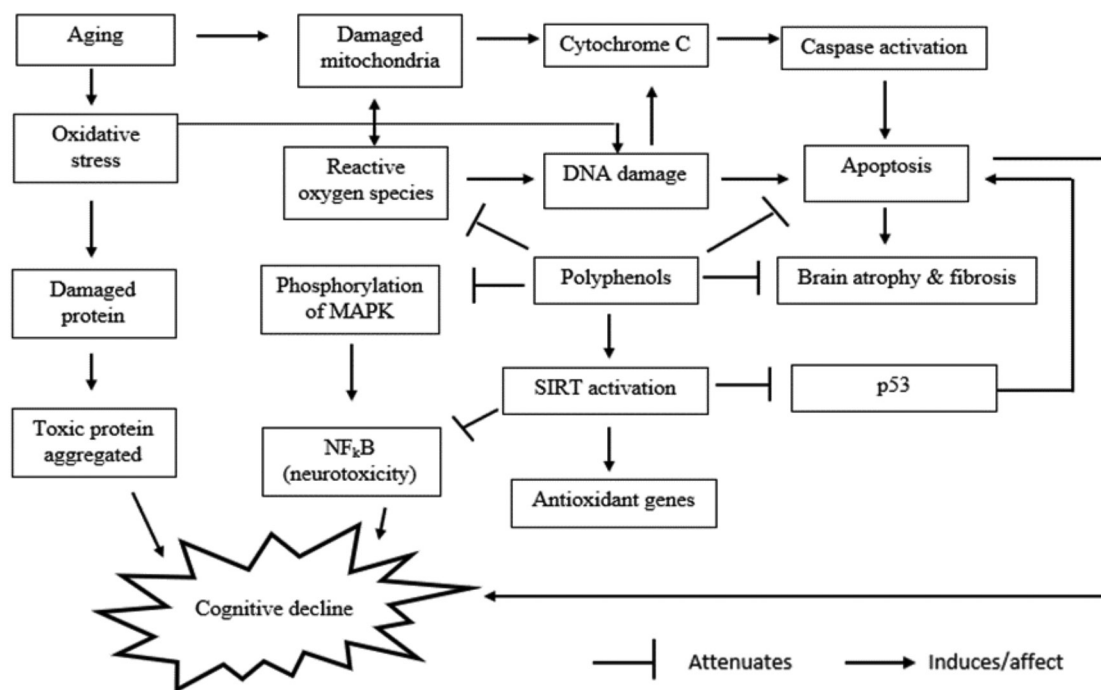 Aging
Damaged
mitochondria
Cytochrome C
Caspase activation
Oxidative
stress
Reactive
oxygen species
DNA damage
Apoptosis
Damaged
protein
Phosphorylation
of MAPK
Polyphenols
Brain atrophy & fibrosis
SIRT activation
p53
Toxic protein
aggregated
NFkB
(neurotoxicity)
Antioxidant genes
Cognitive decline
Attenuates
Induces/affect